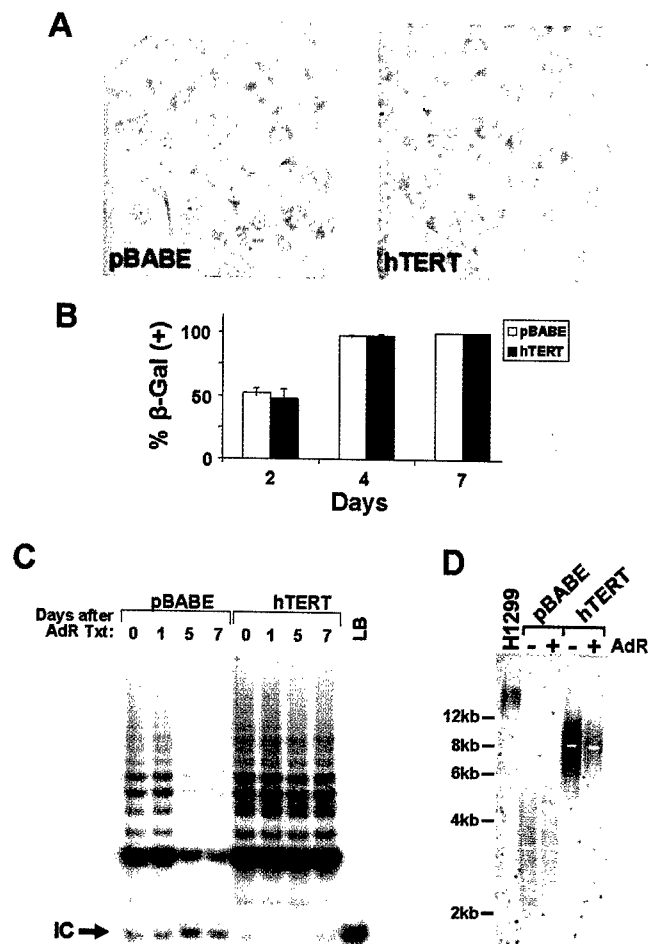 A
pBABE
hTERT
B
% β-Gal (+)
100
50
0
2 4 7
Days
pBABE
hTERT
C
pBABE hTERT
Days after
AdR Txt: 0 1 5 7 0 1 5 7 LB
IC
D
H1299 pBABE hTERT
- + - + AdR
12kb
8kb
6kb
4kb
2kb